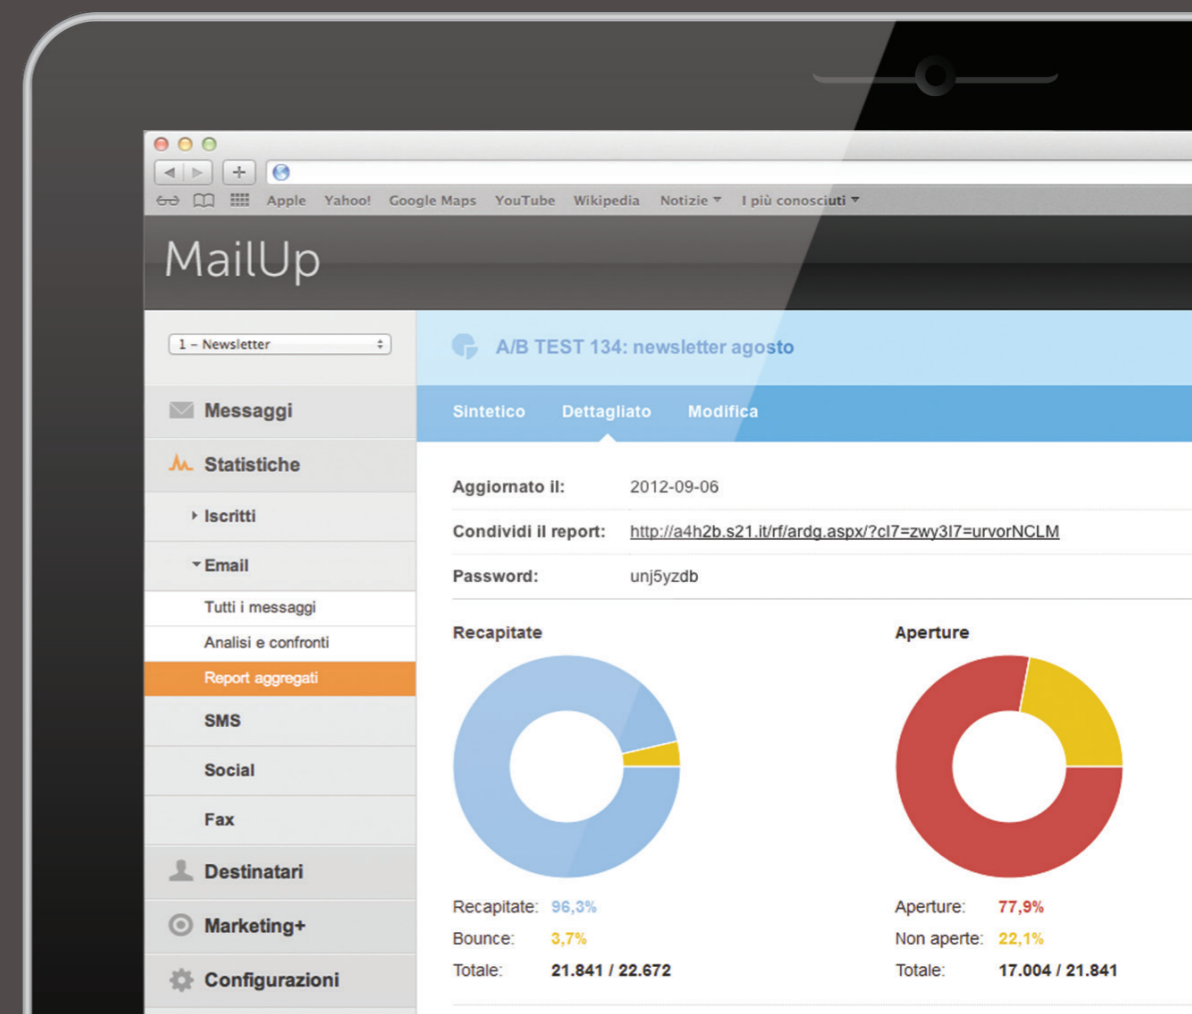 Apple Yahoo! Google Maps YouTube Wikipedia Notizie I più conosciuti
MailUp
1 – Newsletter
Messaggi
Statistiche
Iscritti
Email
Tutti i messaggi
Analisi e confronti
Report aggregati
SMS
Social
Fax
Destinatari
Marketing+
Configurazioni
A/B TEST 134: newsletter agosto
Sintetico Dettagliato Modifica
Aggiornato il: 2012-09-06
Condividi il report: http://a4h2b.s21.it/rf/ardg.aspx/?cl7=zwy3I7=urvorNCLM
Password: unj5yzdb
Recapitate
Recapitate: 96,3%
Bounce: 3,7%
Totale: 21.841 / 22.672
Aperture
Aperture: 77,9%
Non aperte: 22,1%
Totale: 17.004 / 21.841